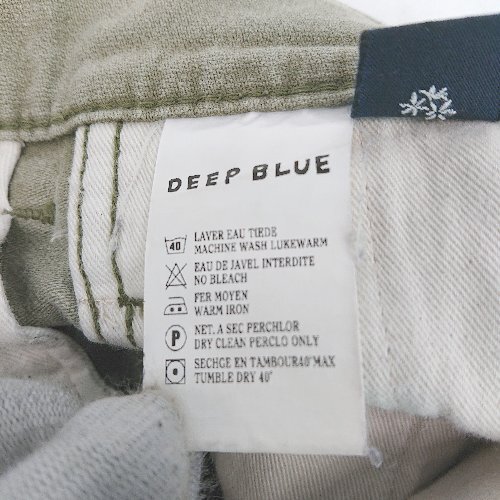 DEEP BLUE
40
LAVER EAU TIEDE
MACHINE WASH LUKEWARM
EAU DE JAVEL INTERDITE
NO BLEACH
FER MOYEN
WARM IRON
P
NET. A SEC PERCHLOR
DRY CLEAN PERCLO ONLY
SECHGE EN TAMBOUR40°MAX
TUMBLE DRY 40°